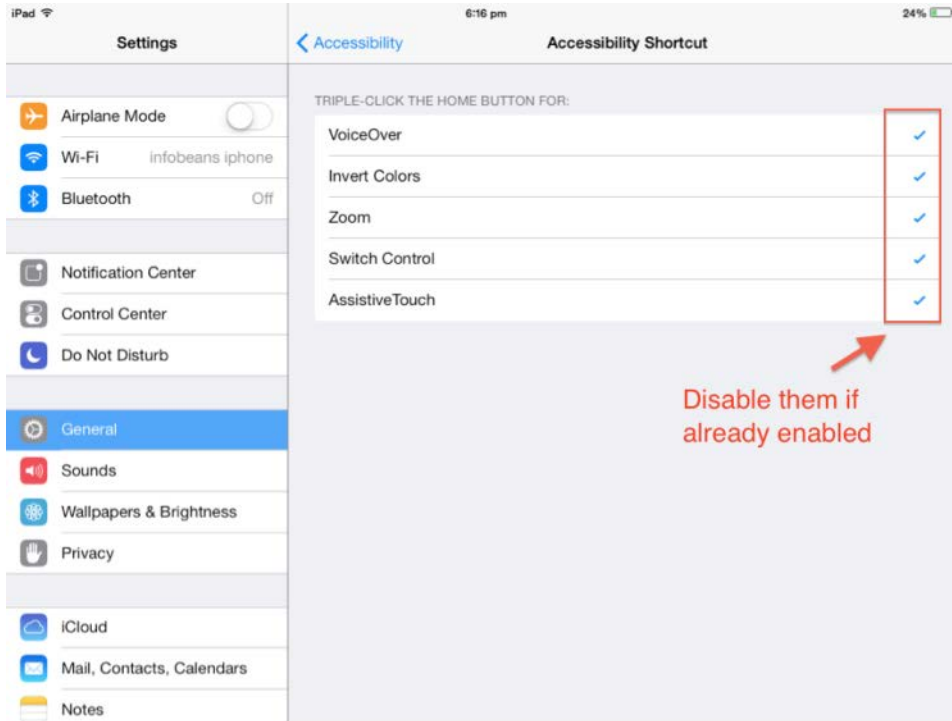 iPad 6:16 pm 24%
Settings
Accessibility Accessibility Shortcut
Airplane Mode
Wi-Fi infobeans iphone
Bluetooth Off
Notification Center
Control Center
Do Not Disturb
General
Sounds
Wallpapers & Brightness
Privacy
iCloud
Mail, Contacts, Calendars
Notes
TRIPLE-CLICK THE HOME BUTTON FOR:
VoiceOver
Invert Colors
Zoom
Switch Control
AssistiveTouch
Disable them if
already enabled